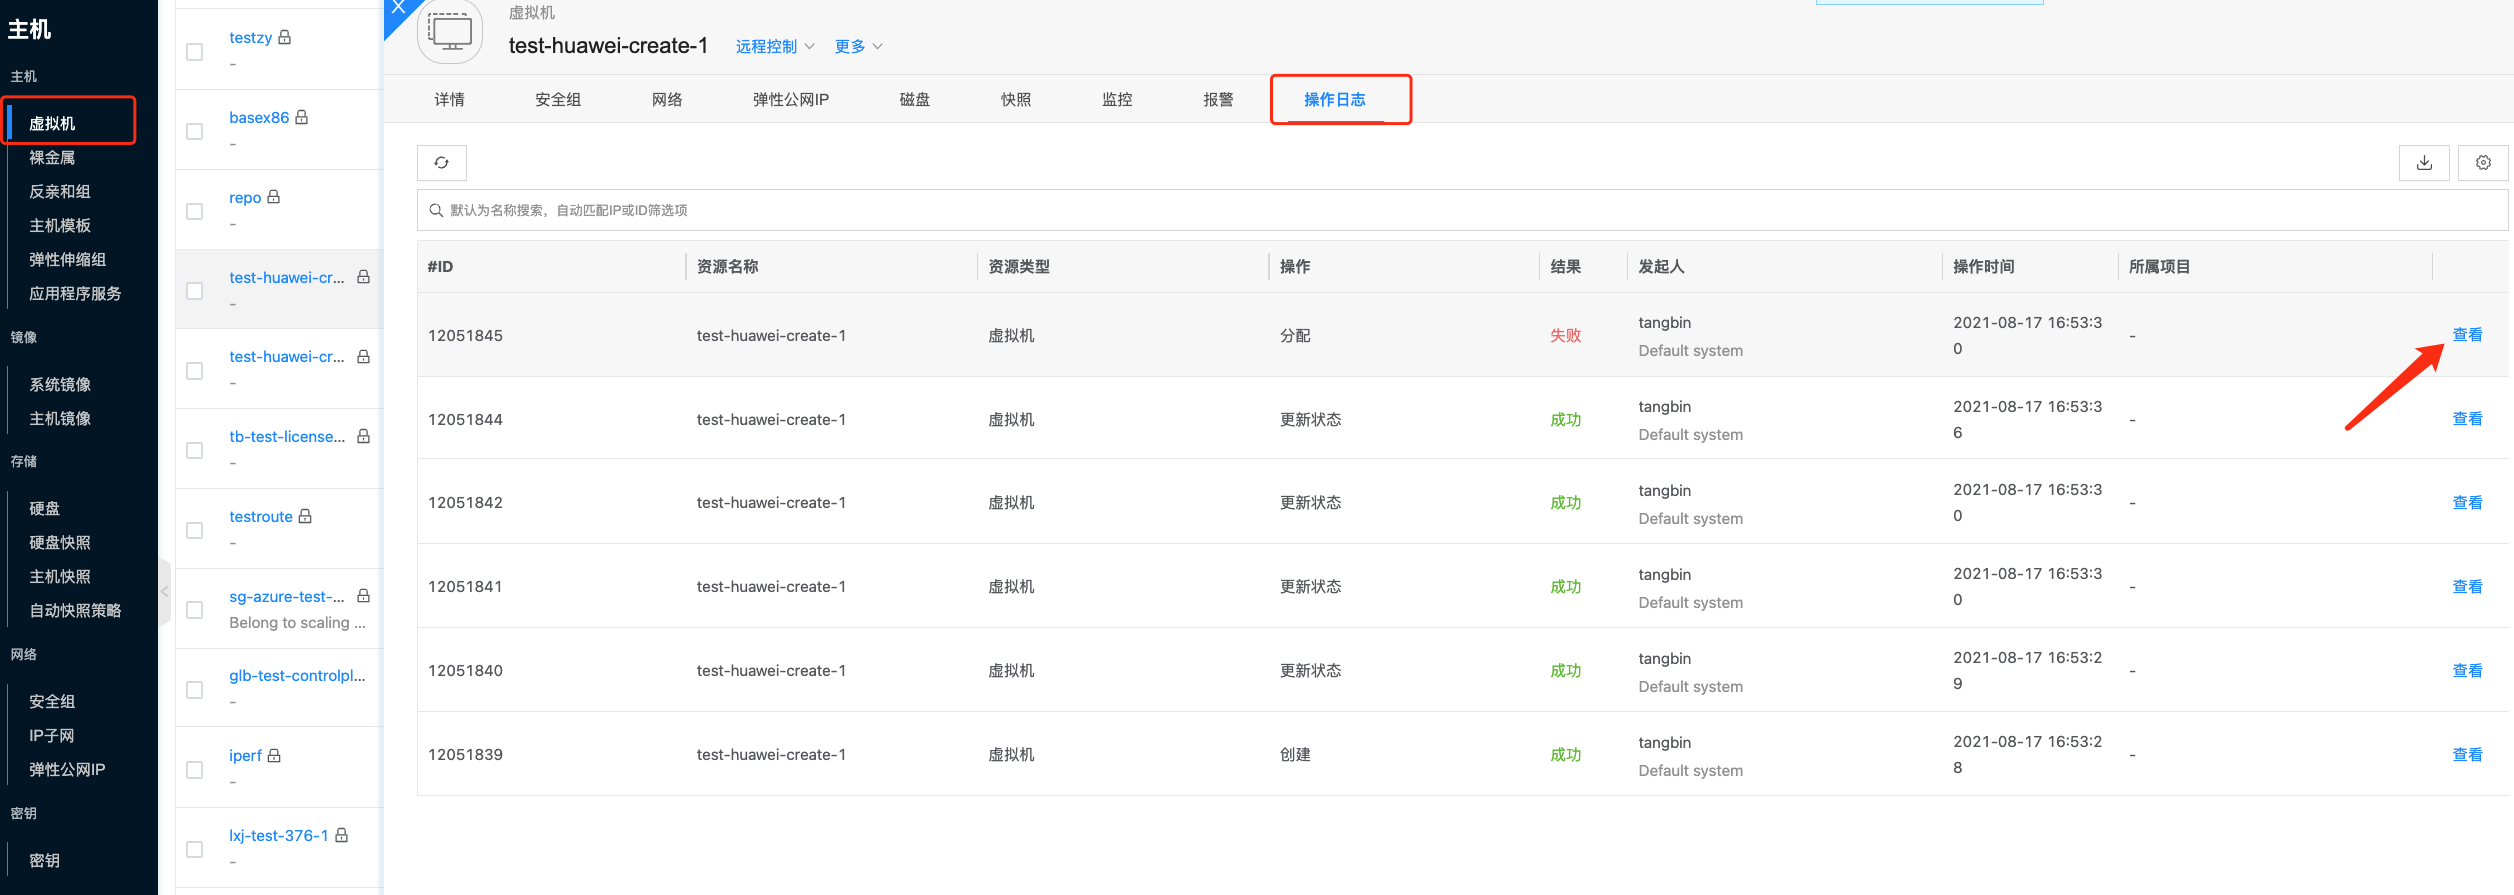 主机
主机
虚拟机
裸金属
反亲和组
主机模板
弹性伸缩组
应用程序服务
镜像
系统镜像
主机镜像
存储
硬盘
硬盘快照
主机快照
自动快照策略
网络
安全组
IP子网
弹性公网IP
密钥
密钥
testzy
-
basex86
-
repo
-
test-huawei-cr...
-
test-huawei-cr...
-
tb-test-license...
-
testroute
-
sg-azure-test-...
Belong to scaling ...
glb-test-controlpl...
-
iperf
-
lxj-test-376-1
-
虚拟机
test-huawei-create-1 远程控制 更多
详情 安全组 网络 弹性公网IP 磁盘 快照 监控 报警 操作日志
默认为名称搜索，自动匹配IP或ID筛选项
#ID 资源名称 资源类型 操作 结果 发起人 操作时间 所属项目
12051845 test-huawei-create-1 虚拟机 分配 失败 tangbin 2021-08-17 16:53:3 - 查看
Default system 0
12051844 test-huawei-create-1 虚拟机 更新状态 成功 tangbin 2021-08-17 16:53:3 - 查看
Default system 6
12051842 test-huawei-create-1 虚拟机 更新状态 成功 tangbin 2021-08-17 16:53:3 - 查看
Default system 0
12051841 test-huawei-create-1 虚拟机 更新状态 成功 tangbin 2021-08-17 16:53:3 - 查看
Default system 0
12051840 test-huawei-create-1 虚拟机 更新状态 成功 tangbin 2021-08-17 16:53:2 - 查看
Default system 9
12051839 test-huawei-create-1 虚拟机 创建 成功 tangbin 2021-08-17 16:53:2 - 查看
Default system 8